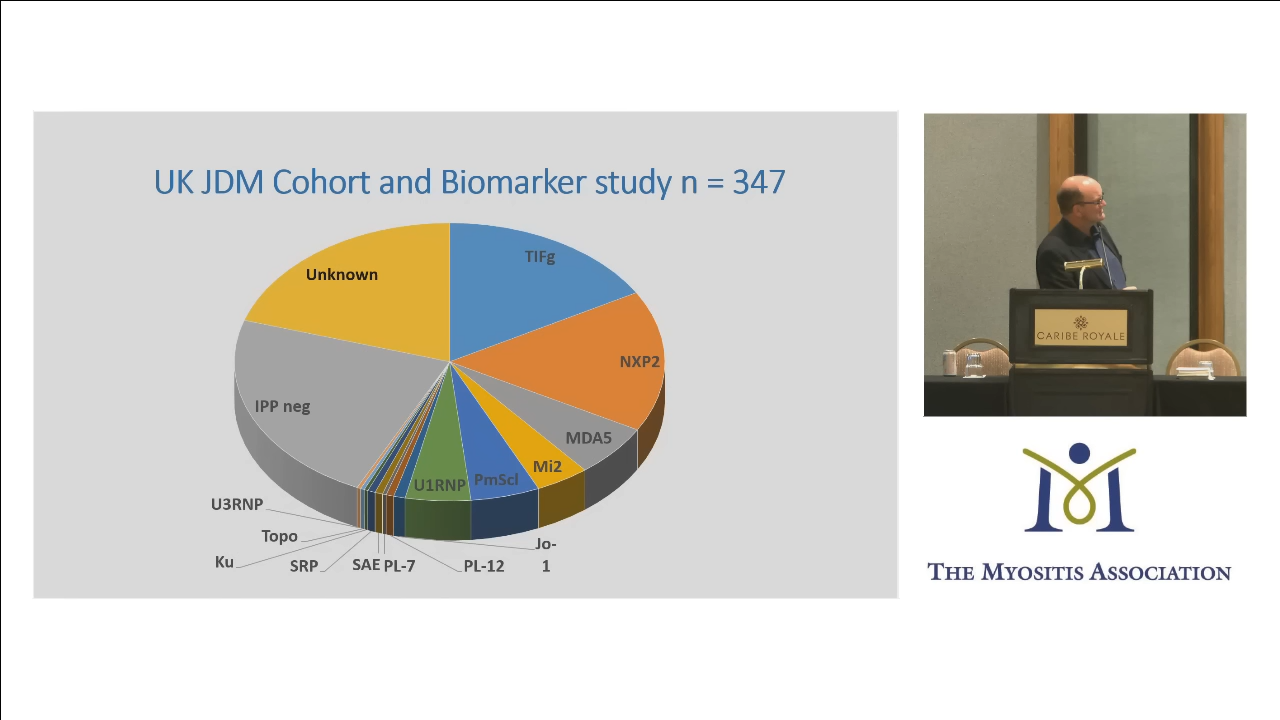 UK JDM Cohort and Biomarker study n = 347
Unknown
TIFg
NXP2
IPP neg
MDA5
Mi2
PmScl
U1RNP
U3RNP
Topo
Ku
SRP
SAE
PL-7
PL-12
Jo-
1
CARIBE ROYALE
THE MYOSITIS ASSOCIATION